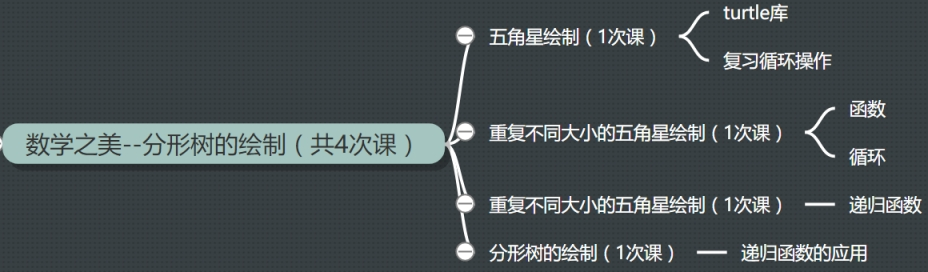 数学之美--分形树的绘制（共4次课）
五角星绘制（1次课）
turtle库
复习循环操作
重复不同大小的五角星绘制（1次课）
函数
循环
重复不同大小的五角星绘制（1次课）
递归函数
分形树的绘制（1次课）
递归函数的应用